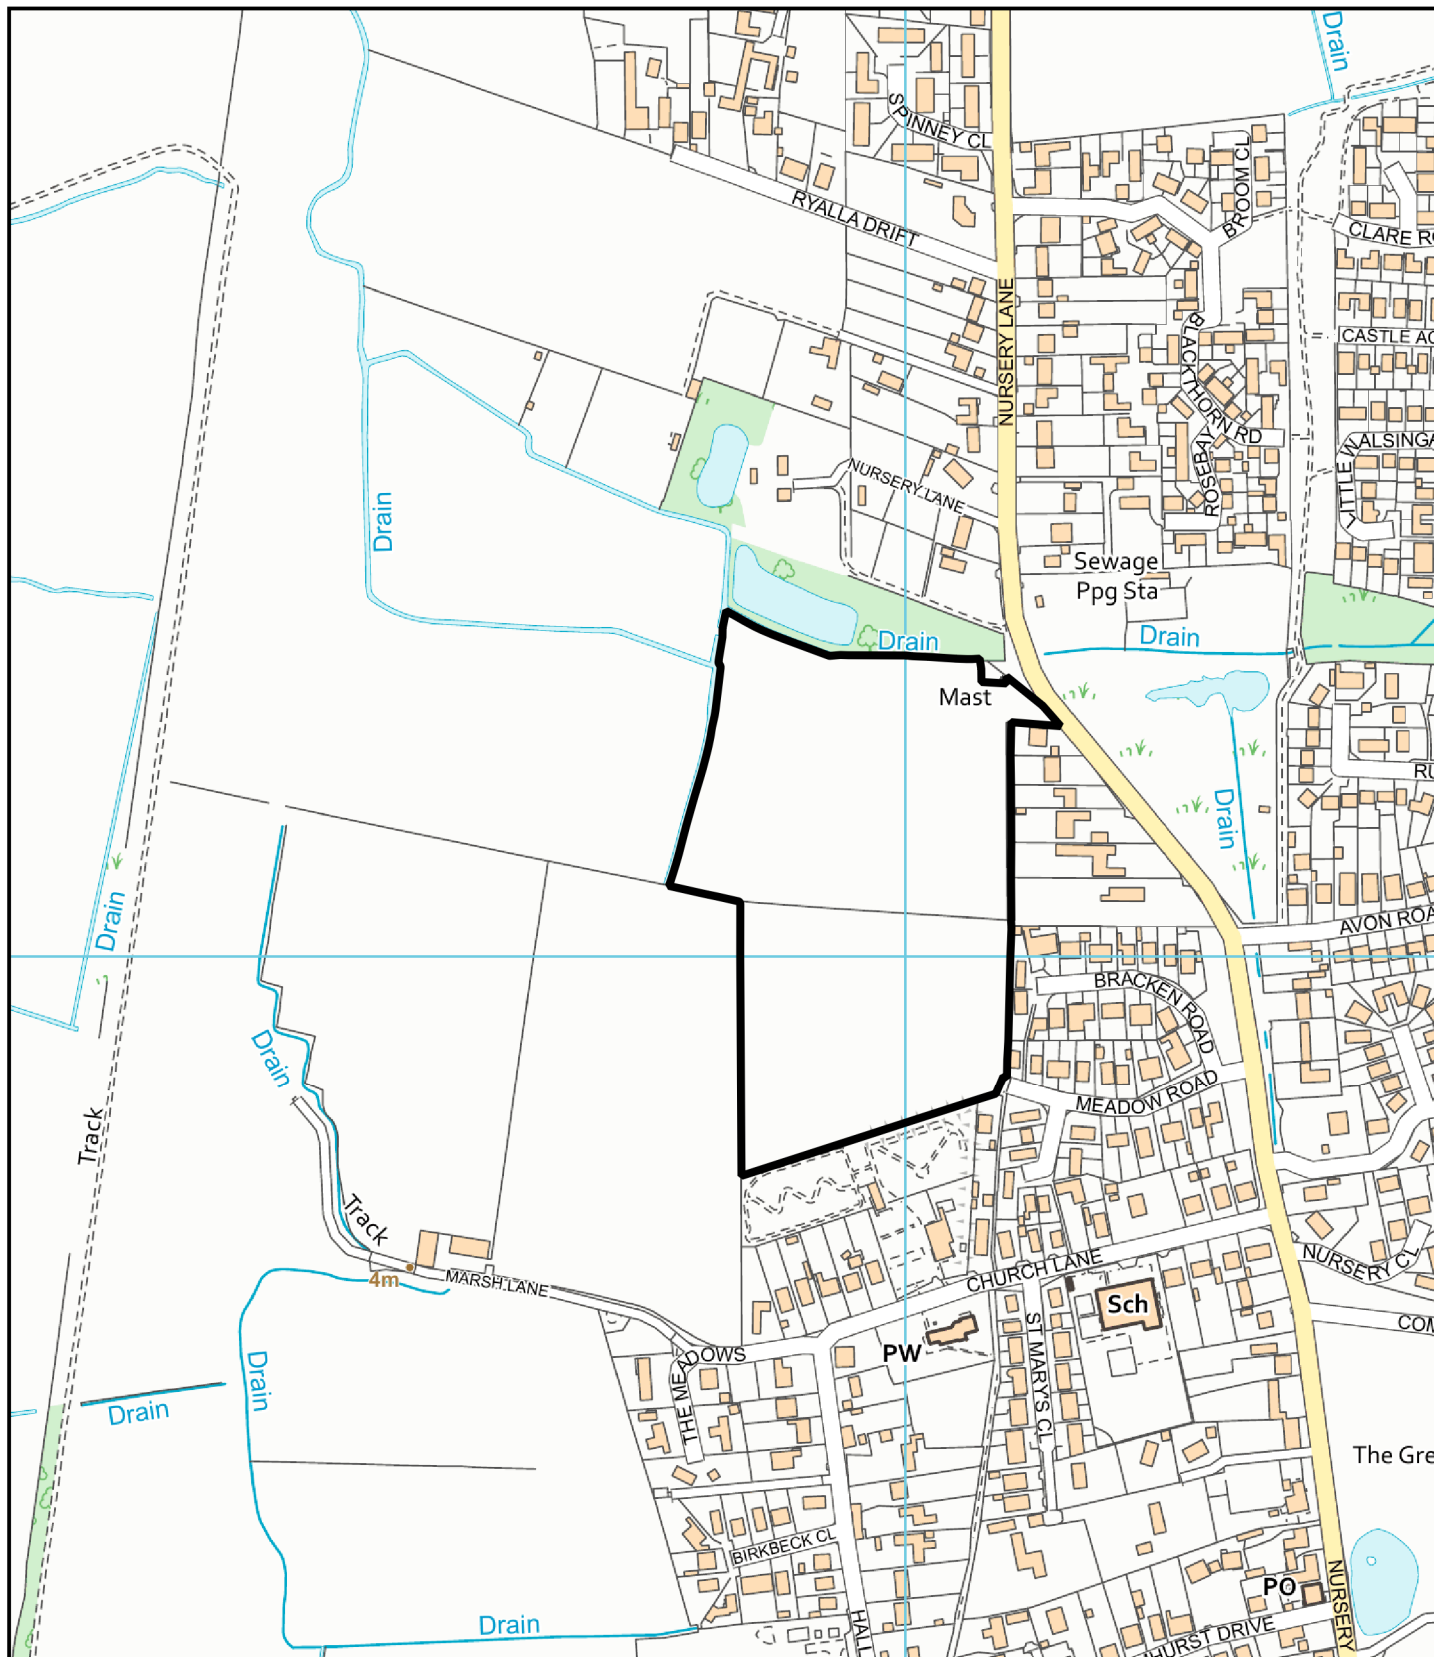 Drain
SPINNEY CL
BROOM CL
RYALLA DRIFT
CLARE RO
NURSERY LANE
BLACKTHORN RD
CASTLE AC
ROSEBAY
LITTLE WALSINGA
NURSERY LANE
Drain
Sewage
Ppg Sta
Drain
Drain
Mast
RU
Drain
Drain
AVON ROA
BRACKEN ROAD
Drain
MEADOW ROAD
Track
Track
CHURCH LANE
NURSERY CL
4m
MARSH LANE
Sch
COM
PW
THE MEADOWS
ST MARY'S CL
Drain
Drain
The Gre
BIRKBECK CL
PO
NURSERY
HALL
Drain
HURST DRIVE